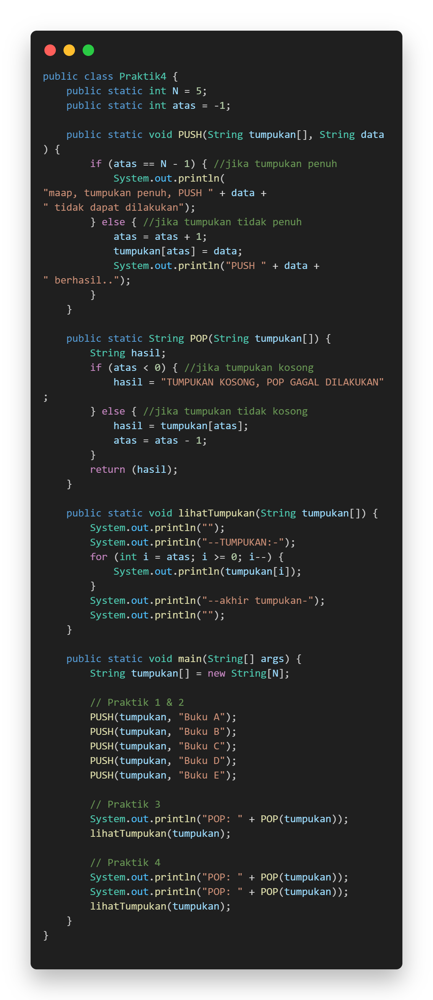 public class Praktik4 {
    public static int N = 5;
    public static int atas = -1;

    public static void PUSH(String tumpukan[], String data
) {
        if (atas == N - 1) { //jika tumpukan penuh
            System.out.println(
"maap, tumpukan penuh, PUSH " + data +
" tidak dapat dilakukan");
        } else { //jika tumpukan tidak penuh
            atas = atas + 1;
            tumpukan[atas] = data;
            System.out.println("PUSH " + data +
" berhasil..");
        }
    }

    public static String POP(String tumpukan[]) {
        String hasil;
        if (atas < 0) { //jika tumpukan kosong
            hasil = "TUMPUKAN KOSONG, POP GAGAL DILAKUKAN"
;
        } else { //jika tumpukan tidak kosong
            hasil = tumpukan[atas];
            atas = atas - 1;
        }
        return (hasil);
    }

    public static void lihatTumpukan(String tumpukan[]) {
        System.out.println("");
        System.out.println("--TUMPUKAN:-");
        for (int i = atas; i >= 0; i--) {
            System.out.println(tumpukan[i]);
        }
        System.out.println("--akhir tumpukan-");
        System.out.println("");
    }

    public static void main(String[] args) {
        String tumpukan[] = new String[N];

        // Praktik 1 & 2
        PUSH(tumpukan, "Buku A");
        PUSH(tumpukan, "Buku B");
        PUSH(tumpukan, "Buku C");
        PUSH(tumpukan, "Buku D");
        PUSH(tumpukan, "Buku E");

        // Praktik 3
        System.out.println("POP: " + POP(tumpukan));
        lihatTumpukan(tumpukan);

        // Praktik 4
        System.out.println("POP: " + POP(tumpukan));
        System.out.println("POP: " + POP(tumpukan));
        lihatTumpukan(tumpukan);
    }
}